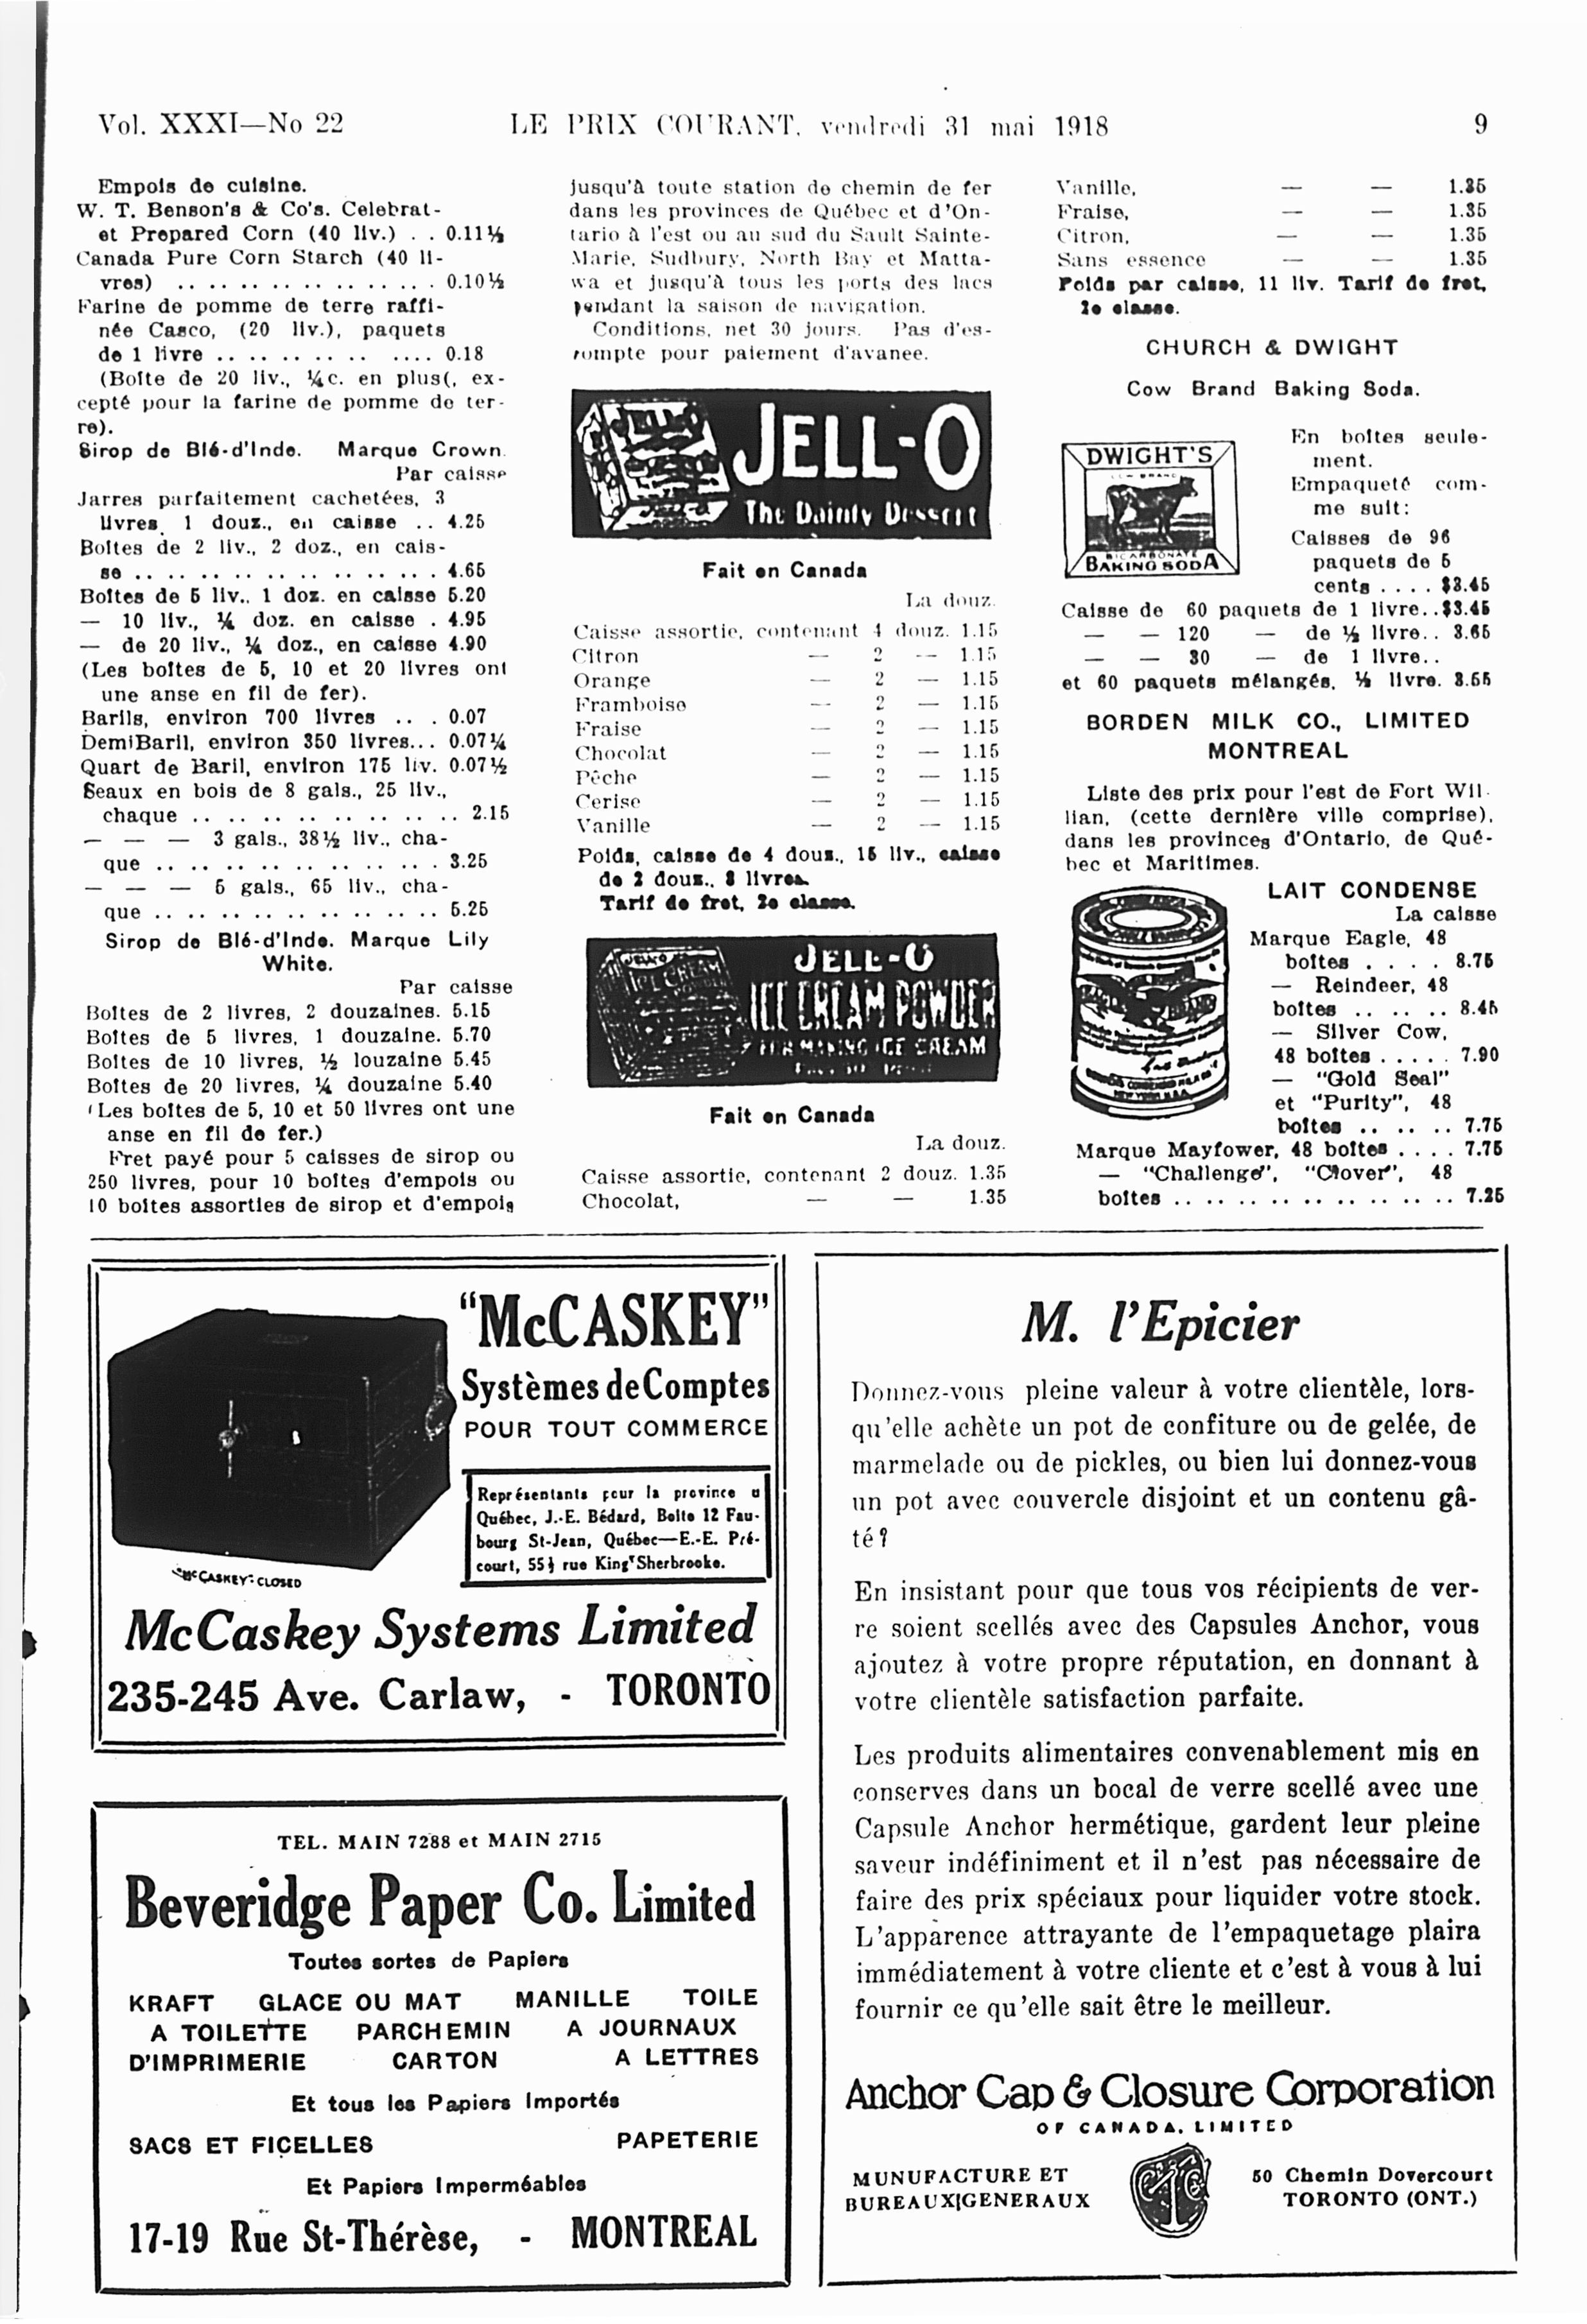 Vol. XXXI—No 22
LE PRIX COURANT, vendredi 31 mai 1918
9
Empois de cuisine.
W. T. Benson's & Co's. Celebrat-
et Prepared Corn (40 liv.) . . 0.11½
Canada Pure Corn Starch (40 li-
vres) .. .. .. .. .. .. .. .. . 0.10½
Farine de pomme de terre raffi-
née Casco, (20 liv.), paquets
de 1 livre .. .. .. .. .. .... 0.18
(Boîte de 20 liv., ¼c. en plus(, ex-
cepté pour la farine de pomme de ter-
re).
Sirop de Blé-d'Inde. Marque Crown.
Par caisse
Jarres parfaitement cachetées, 3
livres, 1 douz., en caisse .. 4.25
Boîtes de 2 liv., 2 doz., en cais-
se .. .. .. .. .. .. .. .. .. . 4.65
Boîtes de 5 liv., 1 doz. en caisse 5.20
— 10 liv., ½ doz. en caisse . 4.95
— de 20 liv., ¼ doz., en caisse 4.90
(Les boîtes de 5, 10 et 20 livres ont
une anse en fil de fer).
Barils, environ 700 livres .. . 0.07
DemiBaril, environ 350 livres... 0.07¼
Quart de Baril, environ 175 liv. 0.07½
Seaux en bois de 8 gals., 25 liv.,
chaque .. .. .. .. .. .. .. .. 2.15
— — — 3 gals., 38½ liv., cha-
que .. .. .. .. .. .. .. .. . 3.25
— — — 5 gals., 65 liv., cha-
que .. .. .. .. .. .. .. .. . 5.25
Sirop de Blé-d'Inde. Marque Lily
White.
Par caisse
Boîtes de 2 livres, 2 douzaines. 5.15
Boîtes de 5 livres, 1 douzaine. 5.70
Boîtes de 10 livres, ½ louzaine 5.45
Boîtes de 20 livres, ¼ douzaine 5.40
(Les boîtes de 5, 10 et 50 livres ont une
anse en fil de fer.)
Fret payé pour 5 caisses de sirop ou
250 livres, pour 10 boîtes d'empois ou
10 boîtes assorties de sirop et d'empois
jusqu'à toute station de chemin de fer
dans les provinces de Québec et d'On-
tario à l'est ou au sud du Sault Sainte-
Marie, Sudbury, North Bay et Matta-
wa et jusqu'à tous les ports des lacs
pendant la saison de navigation.
Conditions, net 30 jours. Pas d'es-
compte pour paiement d'avance.
JELL-O
The Dainty Dessert
Fait en Canada
La douz.
Caisse assortie, contenant 4 douz. 1.15
Citron — 2 — 1.15
Orange — 2 — 1.15
Framboise — 2 — 1.15
Fraise — 2 — 1.15
Chocolat — 2 — 1.15
Pêche — 2 — 1.15
Cerise — 2 — 1.15
Vanille — 2 — 1.15
Poids, caisse de 4 douz., 15 liv., caisse
de 2 douz., 8 livres.
Tarif de fret, 2e classe.
JELL-O
ICE CREAM POWDER
FOR MAKING ICE CREAM
Fait en Canada
La douz.
Caisse assortie, contenant 2 douz. 1.35
Chocolat, — — 1.35
Vanille, — — 1.35
Fraise, — — 1.35
Citron, — — 1.35
Sans essence — — 1.35
Poids par caisse, 11 liv. Tarif de fret,
2e classe.
CHURCH & DWIGHT
Cow Brand Baking Soda.
DWIGHT'S
COW BRAND
BICARBONATE
BAKING SODA
En boîtes seule-
ment.
Empaqueté com-
me suit:
Caisses de 96
paquets de 5
cents . . . . $3.45
Caisse de 60 paquets de 1 livre..$3.45
— — 120 — de ½ livre.. 3.65
— — 30 — de 1 livre..
et 60 paquets mélangés, ½ livre. 3.55
BORDEN MILK CO., LIMITED
MONTREAL
Liste des prix pour l'est de Fort Wil-
lian, (cette dernière ville comprise),
dans les provinces d'Ontario, de Qué-
bec et Maritimes.
LAIT CONDENSE
La caisse
Marque Eagle, 48
boîtes . . . . 8.75
— Reindeer, 48
boîtes .. .. .. 8.45
— Silver Cow,
48 boîtes . . . . . 7.90
— "Gold Seal"
et "Purity", 48
boîtes .. .. .. 7.75
Marque Mayfower, 48 boîtes . . . . 7.75
— "Challenge", "Clover", 48
boîtes .. .. .. .. .. .. .. .. 7.25
"McCASKEY"
Systèmes de Comptes
POUR TOUT COMMERCE
Représentants pour la province u
Québec, J.-E. Bédard, Boîte 12 Fau-
bourg St-Jean, Québec—E.-E. Pré-
court, 55½ rue King Sherbrooke.
"McCASKEY" CLOSED
McCaskey Systems Limited
235-245 Ave. Carlaw, - TORONTO
TEL. MAIN 7288 et MAIN 2715
Beveridge Paper Co. Limited
Toutes sortes de Papiers
KRAFT GLACE OU MAT MANILLE TOILE
A TOILETTE PARCHEMIN A JOURNAUX
D'IMPRIMERIE CARTON A LETTRES
Et tous les Papiers Importés
SACS ET FICELLES PAPETERIE
Et Papiers Imperméables
17-19 Rue St-Thérèse, - MONTREAL
M. l'Epicier
Donnez-vous pleine valeur à votre clientèle, lors-
qu'elle achète un pot de confiture ou de gelée, de
marmelade ou de pickles, ou bien lui donnez-vous
un pot avec couvercle disjoint et un contenu gâ-
té?
En insistant pour que tous vos récipients de ver-
re soient scellés avec des Capsules Anchor, vous
ajoutez à votre propre réputation, en donnant à
votre clientèle satisfaction parfaite.
Les produits alimentaires convenablement mis en
conserves dans un bocal de verre scellé avec une
Capsule Anchor hermétique, gardent leur pleine
saveur indéfiniment et il n'est pas nécessaire de
faire des prix spéciaux pour liquider votre stock.
L'apparence attrayante de l'empaquetage plaira
immédiatement à votre cliente et c'est à vous à lui
fournir ce qu'elle sait être le meilleur.
Anchor Cap & Closure Corporation
OF CANADA, LIMITED
MUNUFACTURE ET
BUREAUX GENERAUX
50 Chemin Dovercourt
TORONTO (ONT.)